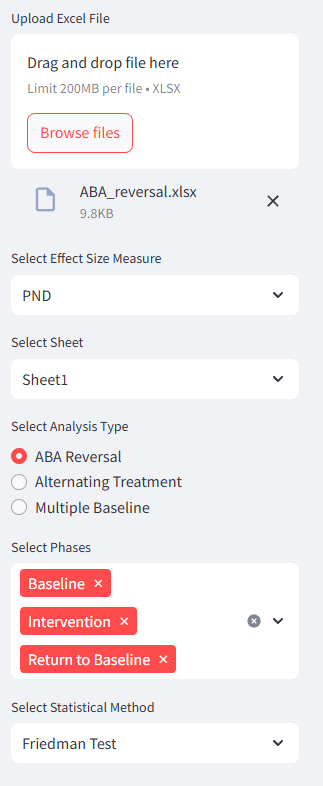 Upload Excel File
Drag and drop file here
Limit 200MB per file • XLSX
Browse files
ABA_reversal.xlsx
9.8KB
Select Effect Size Measure
PND
Select Sheet
Sheet1
Select Analysis Type
ABA Reversal
Alternating Treatment
Multiple Baseline
Select Phases
Baseline
Intervention
Return to Baseline
Select Statistical Method
Friedman Test